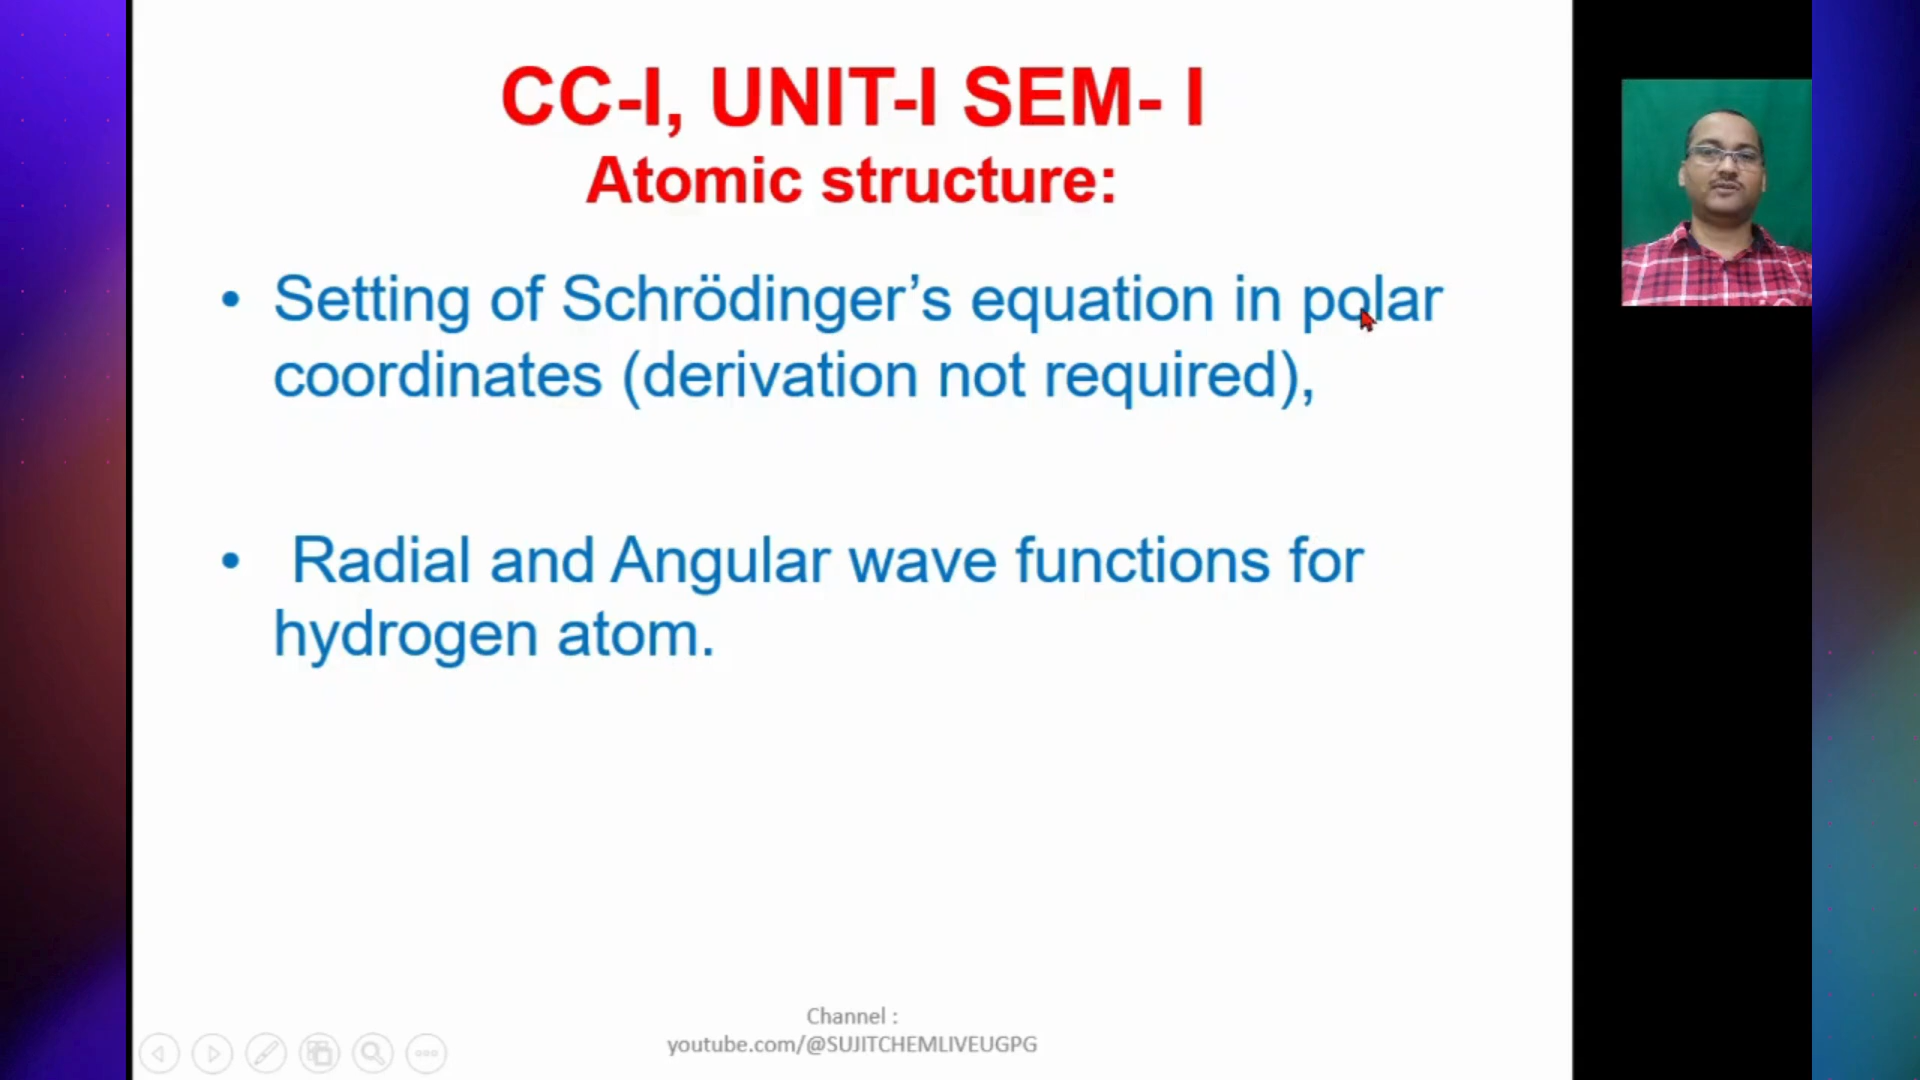 CC-I, UNIT-I SEM- I
Atomic structure:
• Setting of Schrödinger’s equation in polar
coordinates (derivation not required),
• Radial and Angular wave functions for
hydrogen atom.
Channel :
youtube.com/@SUJITCHEMLIVEUGPG